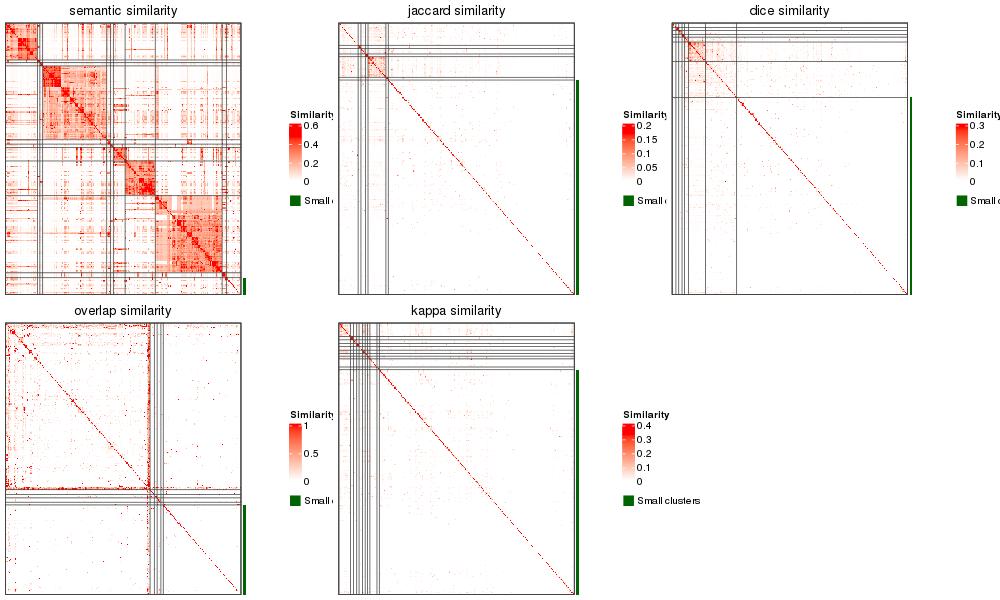 semantic similarity
Similarity
0.6
0.4
0.2
0
Small
jaccard similarity
Similarity
0.2
0.15
0.1
0.05
0
Small
dice similarity
Similarity
0.3
0.2
0.1
0
Small
overlap similarity
Similarity
1
0.5
0
Small
kappa similarity
Similarity
0.4
0.3
0.2
0.1
0
Small clusters